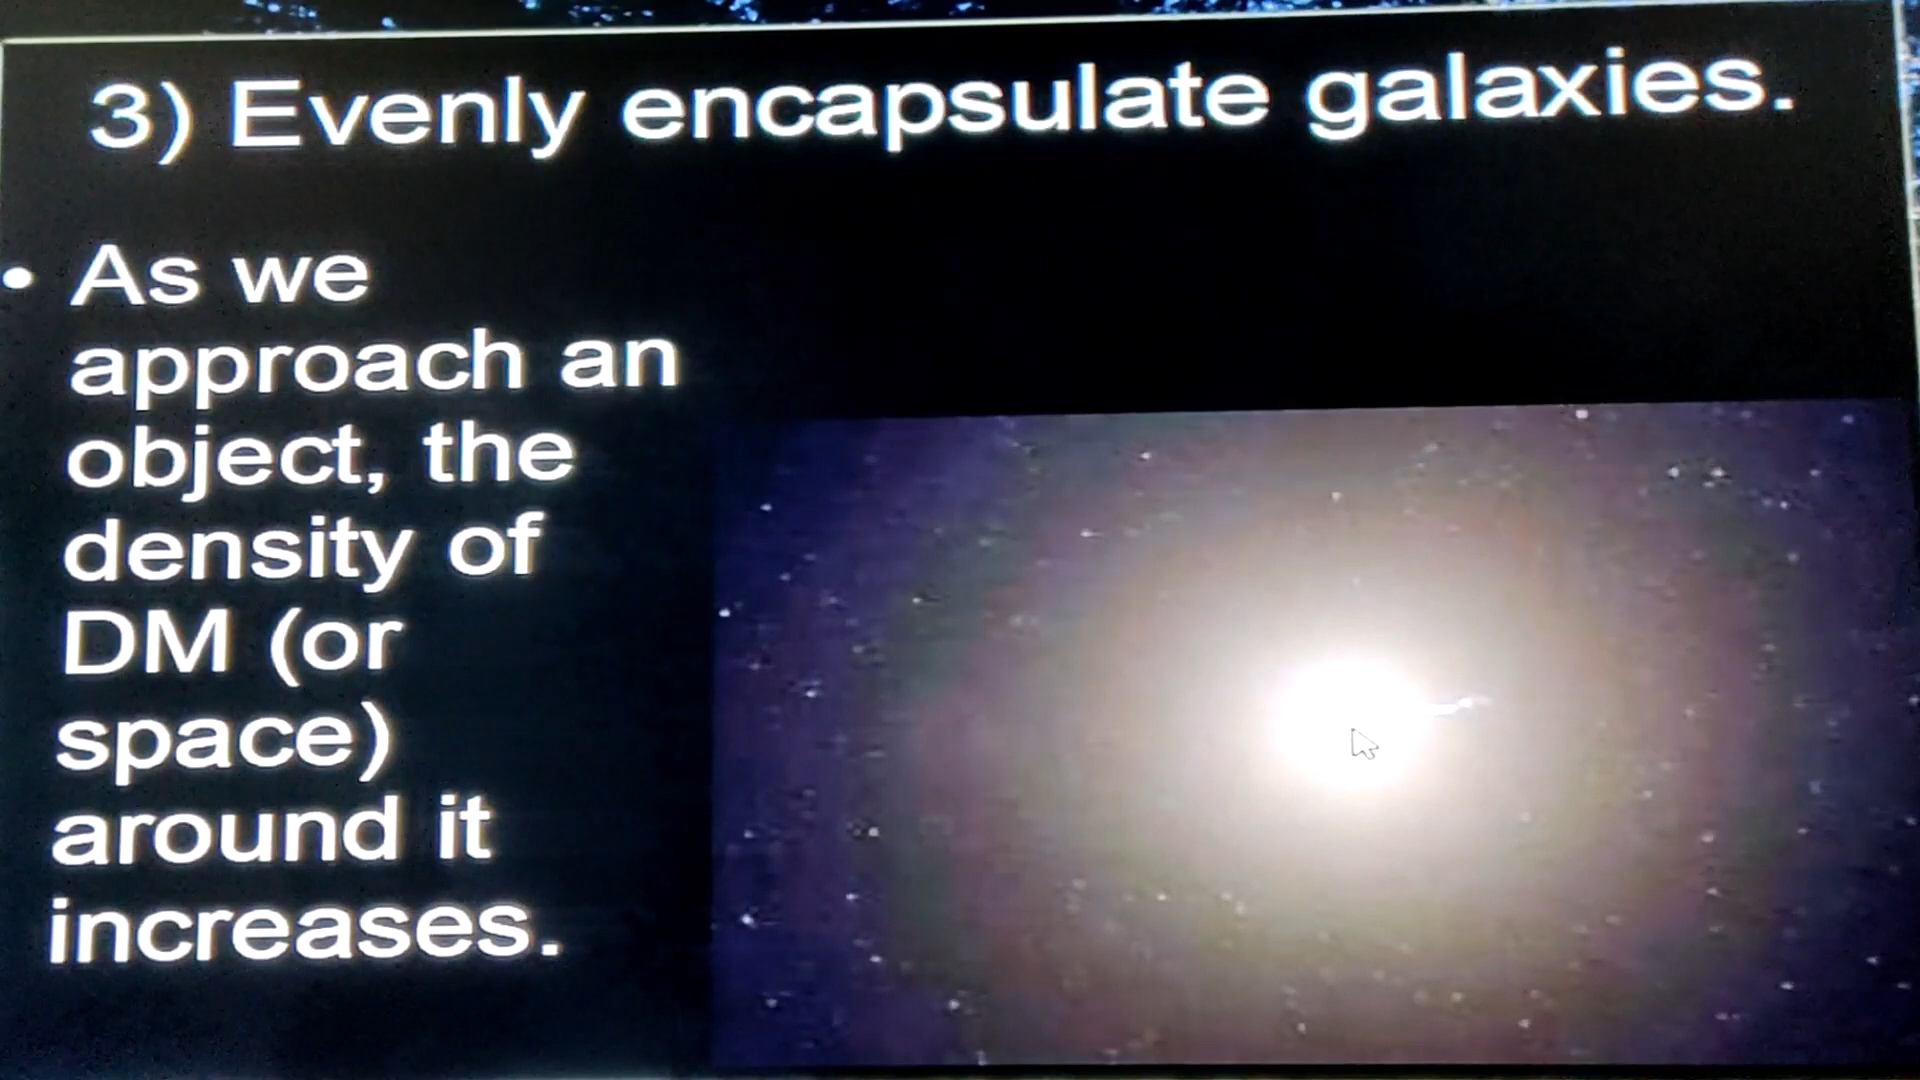 3) Evenly encapsulate galaxies.
• As we
approach an
object, the
density of
DM (or
space)
around it
increases.